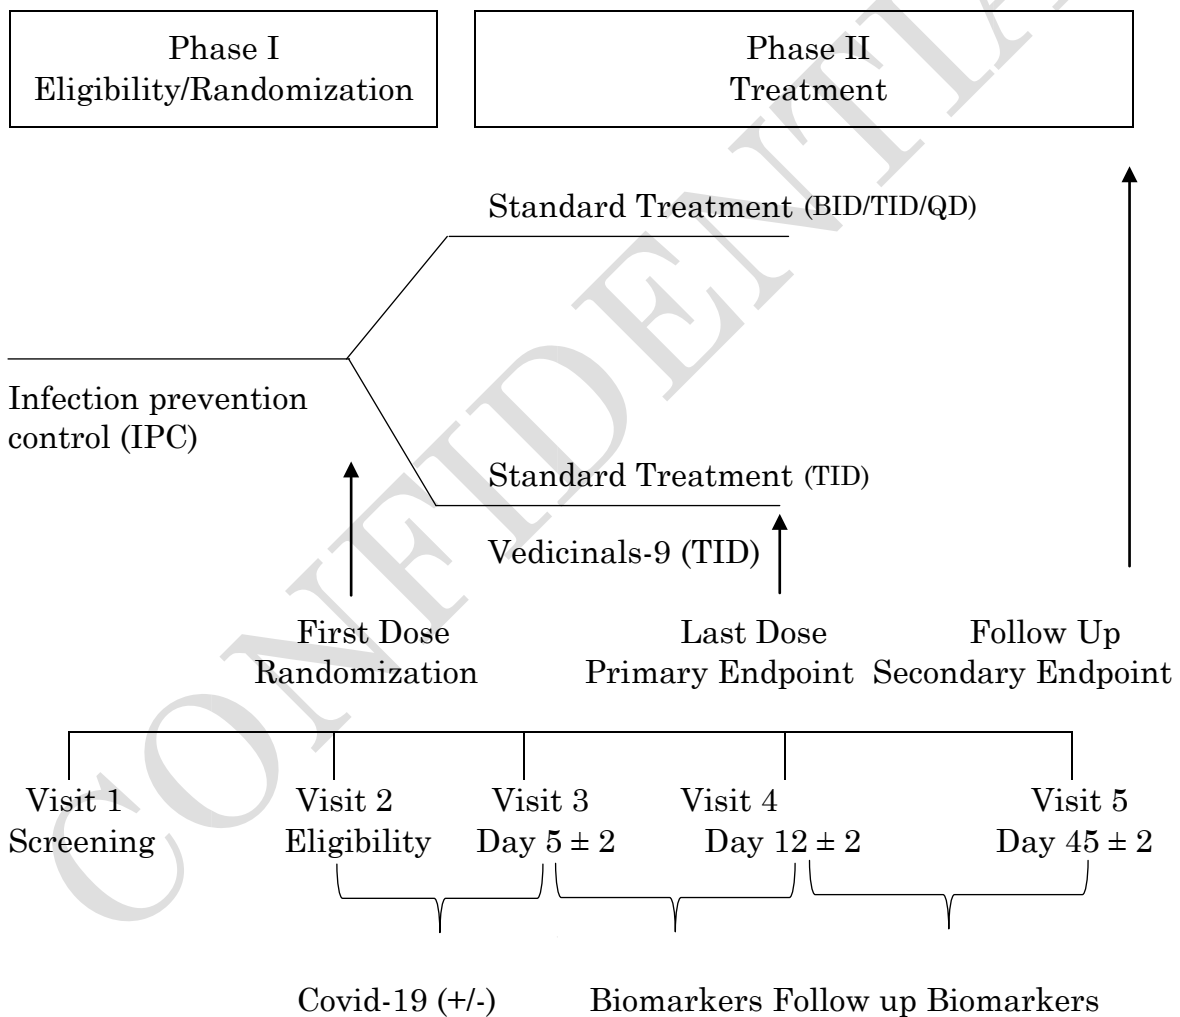 Phase I
Eligibility/Randomization
Phase II
Treatment
Standard Treatment (BID/TID/QD)
Infection prevention
control (IPC)
Standard Treatment (TID)
Vedicinals-9 (TID)
First Dose
Randomization
Last Dose
Primary Endpoint
Follow Up
Secondary Endpoint
Visit 1
Screening
Visit 2
Eligibility
Visit 3
Day 5 ± 2
Visit 4
Day 12 ± 2
Visit 5
Day 45 ± 2
Covid-19 (+/-)
Biomarkers Follow up Biomarkers
CONFIDENTIA